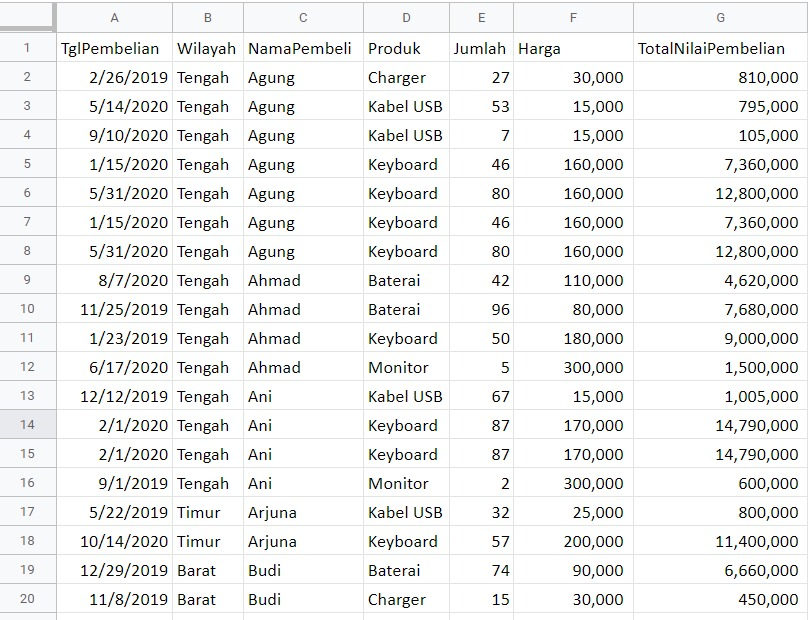 A B C D E F G
1 TglPembelian Wilayah NamaPembeli Produk Jumlah Harga TotalNilaiPembelian
2 2/26/2019 Tengah Agung Charger 27 30,000 810,000
3 5/14/2020 Tengah Agung Kabel USB 53 15,000 795,000
4 9/10/2020 Tengah Agung Kabel USB 7 15,000 105,000
5 1/15/2020 Tengah Agung Keyboard 46 160,000 7,360,000
6 5/31/2020 Tengah Agung Keyboard 80 160,000 12,800,000
7 1/15/2020 Tengah Agung Keyboard 46 160,000 7,360,000
8 5/31/2020 Tengah Agung Keyboard 80 160,000 12,800,000
9 8/7/2020 Tengah Ahmad Baterai 42 110,000 4,620,000
10 11/25/2019 Tengah Ahmad Baterai 96 80,000 7,680,000
11 1/23/2019 Tengah Ahmad Keyboard 50 180,000 9,000,000
12 6/17/2020 Tengah Ahmad Monitor 5 300,000 1,500,000
13 12/12/2019 Tengah Ani Kabel USB 67 15,000 1,005,000
14 2/1/2020 Tengah Ani Keyboard 87 170,000 14,790,000
15 2/1/2020 Tengah Ani Keyboard 87 170,000 14,790,000
16 9/1/2019 Tengah Ani Monitor 2 300,000 600,000
17 5/22/2019 Timur Arjuna Kabel USB 32 25,000 800,000
18 10/14/2020 Timur Arjuna Keyboard 57 200,000 11,400,000
19 12/29/2019 Barat Budi Baterai 74 90,000 6,660,000
20 11/8/2019 Barat Budi Charger 15 30,000 450,000